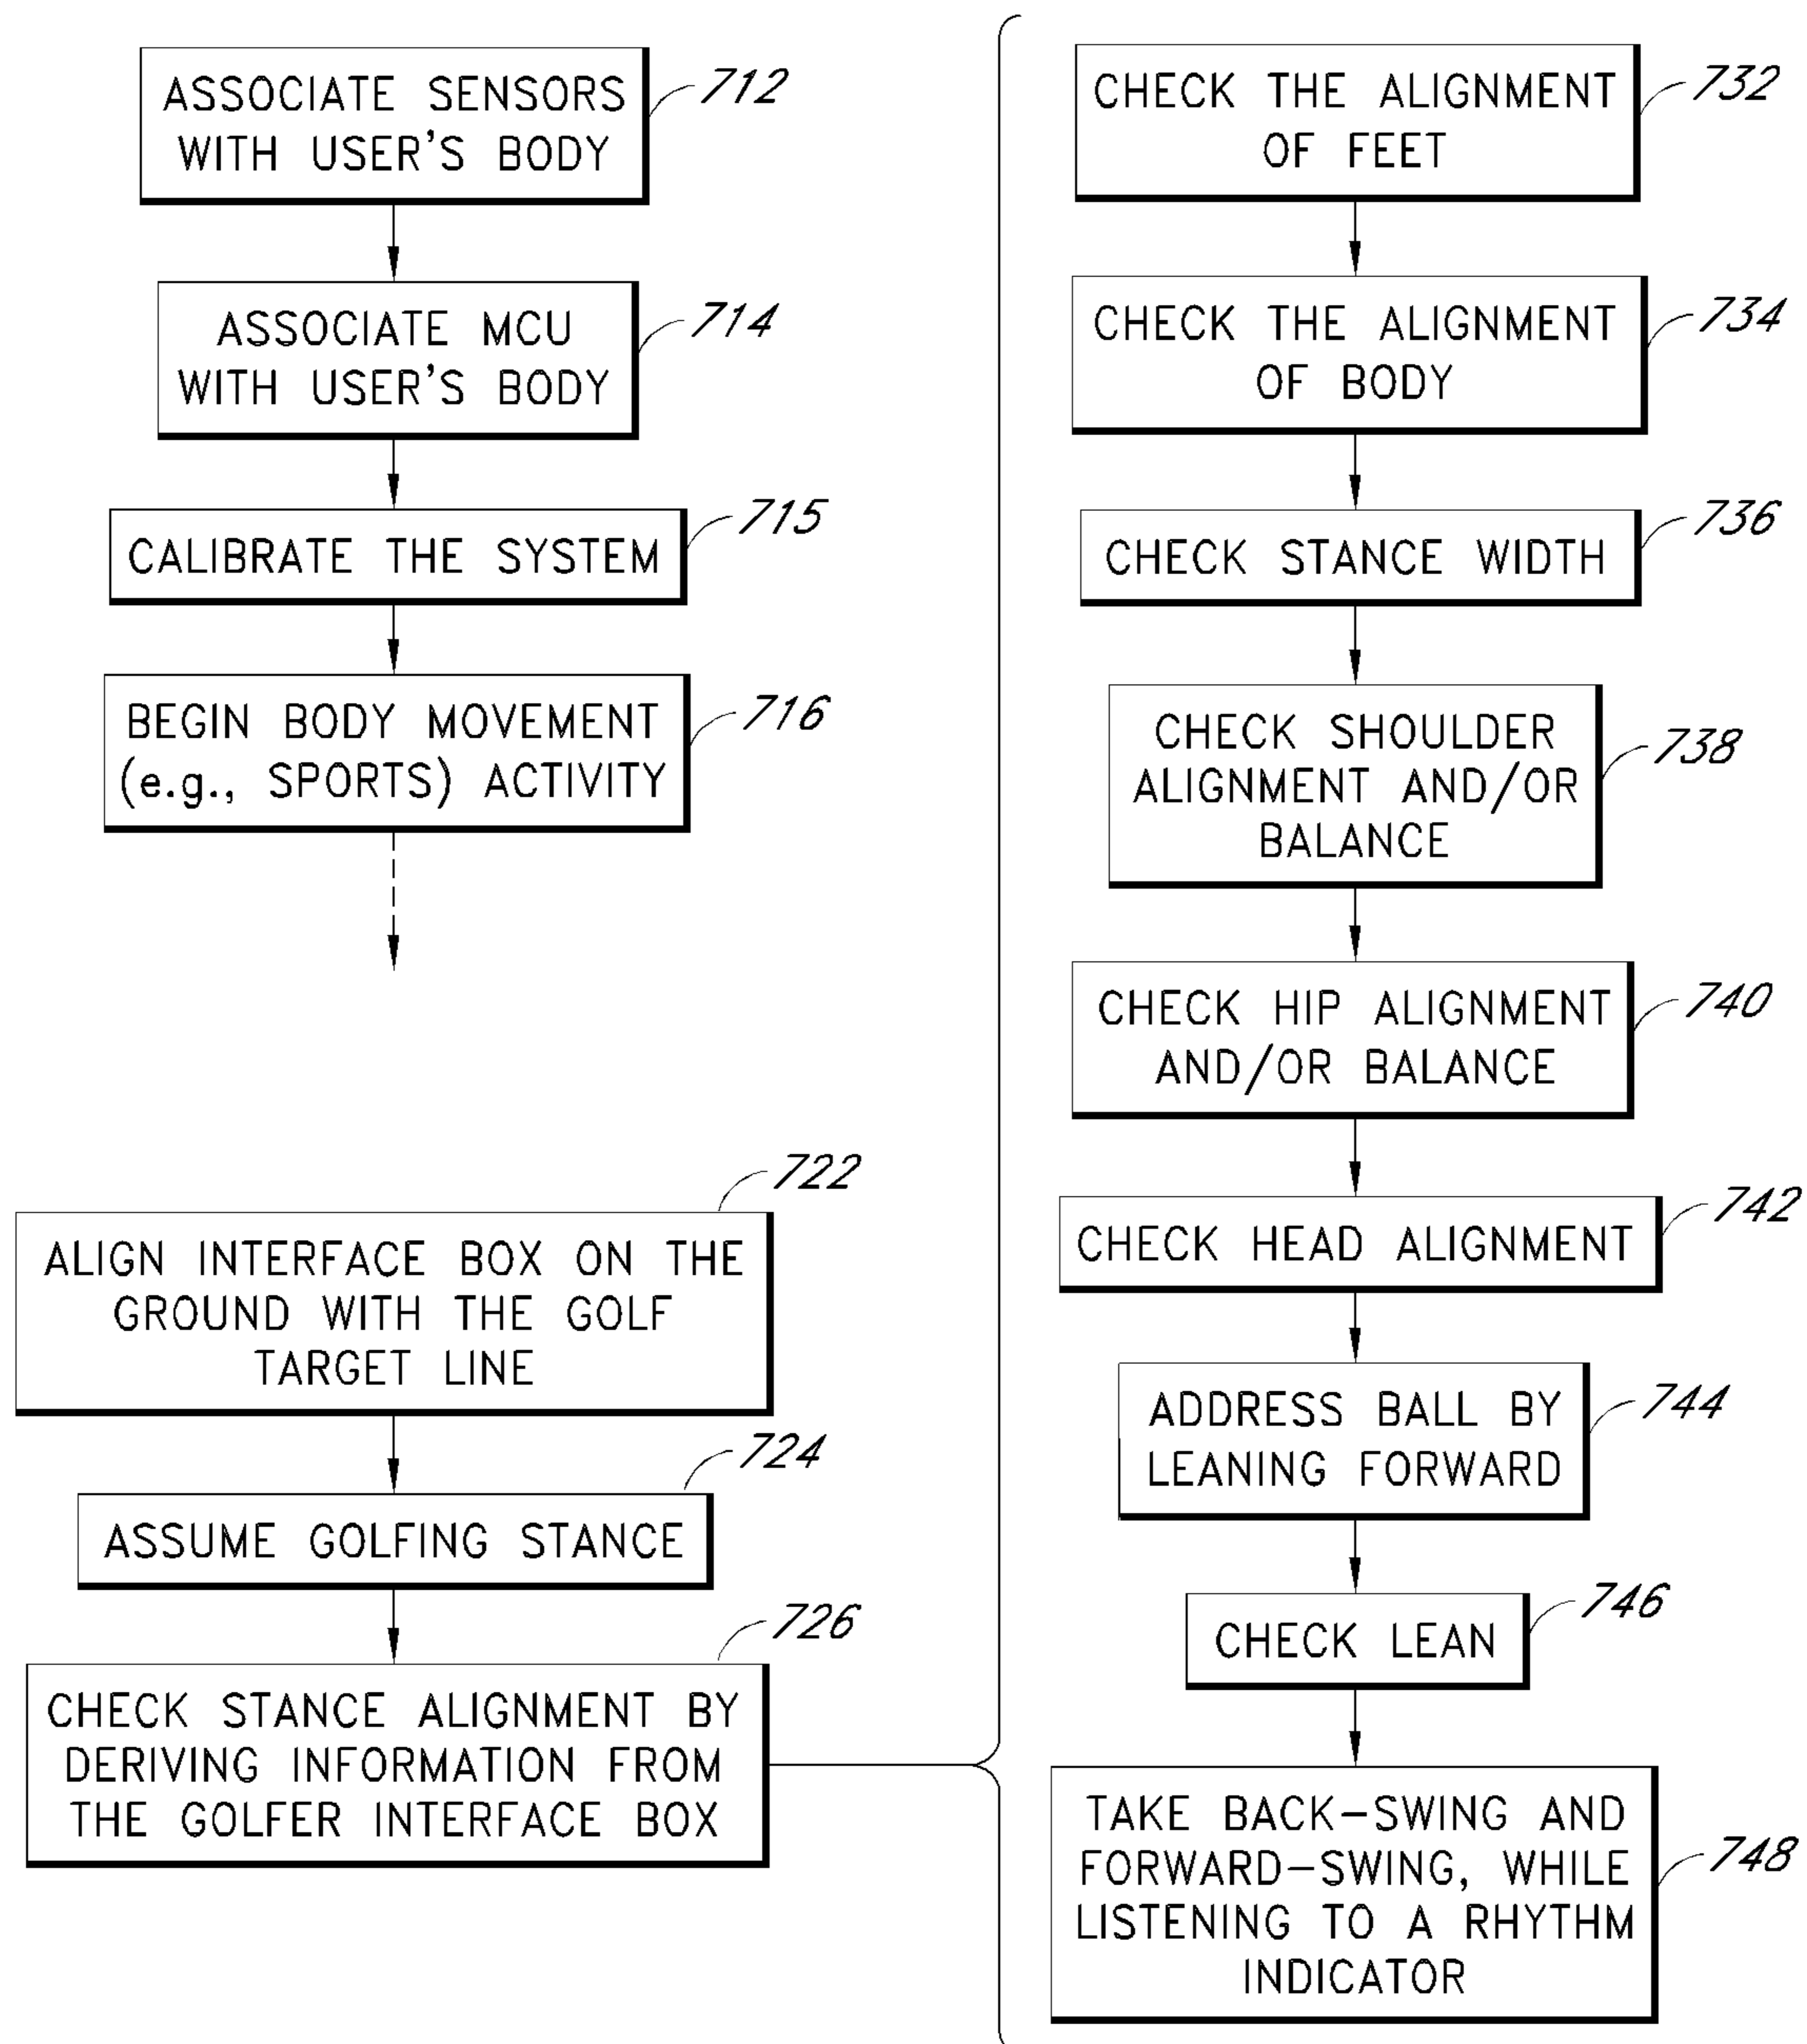 ASSOCIATE SENSORS
WITH USER'S BODY
712
ASSOCIATE MCU
WITH USER'S BODY
714
CALIBRATE THE SYSTEM
715
BEGIN BODY MOVEMENT
(e.g., SPORTS) ACTIVITY
716
722
ALIGN INTERFACE BOX ON THE
GROUND WITH THE GOLF
TARGET LINE
724
ASSUME GOLFING STANCE
726
CHECK STANCE ALIGNMENT BY
DERIVING INFORMATION FROM
THE GOLFER INTERFACE BOX
CHECK THE ALIGNMENT
OF FEET
732
CHECK THE ALIGNMENT
OF BODY
734
CHECK STANCE WIDTH
736
CHECK SHOULDER
ALIGNMENT AND/OR
BALANCE
738
CHECK HIP ALIGNMENT
AND/OR BALANCE
740
CHECK HEAD ALIGNMENT
742
ADDRESS BALL BY
LEANING FORWARD
744
CHECK LEAN
746
TAKE BACK-SWING AND
FORWARD-SWING, WHILE
LISTENING TO A RHYTHM
INDICATOR
748